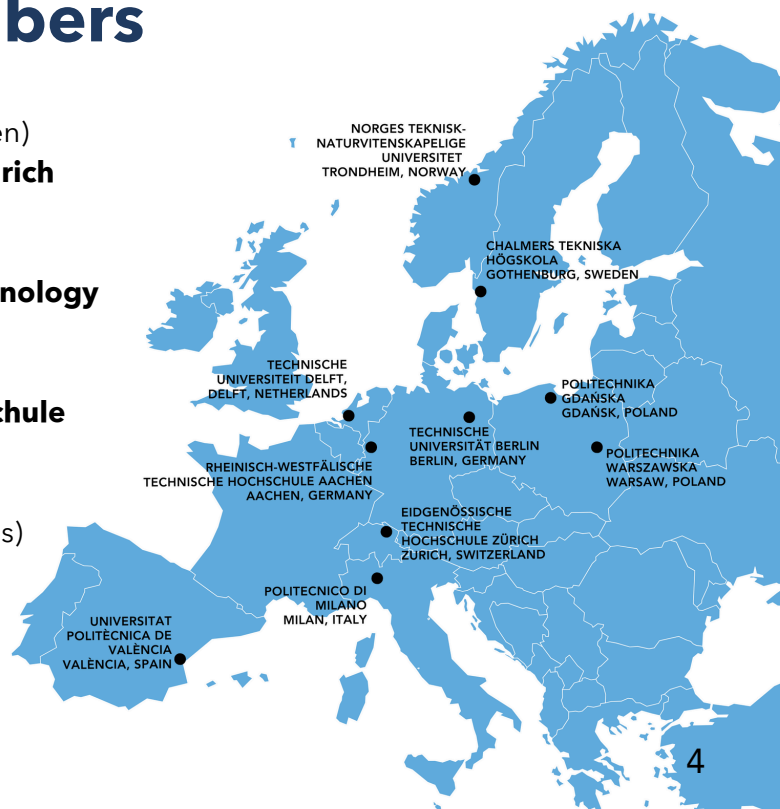 bers
en)
rich
nology
chule
s)
NORGES TEKNISK-
NATURVITENSKAPELIGE
UNIVERSITET
TRONDHEIM, NORWAY
CHALMERS TEKNISKA
HÖGSKOLA
GOTHENBURG, SWEDEN
TECHNISCHE
UNIVERSITEIT DELFT,
DELFT, NETHERLANDS
POLITECHNIKA
GDAŃSKA
GDAŃSK, POLAND
TECHNISCHE
UNIVERSITÄT BERLIN
BERLIN, GERMANY
POLITECHNIKA
WARSZAWSKA
WARSAW, POLAND
RHEINISCH-WESTFÄLISCHE
TECHNISCHE HOCHSCHULE AACHEN
AACHEN, GERMANY
EIDGENÖSSISCHE
TECHNISCHE
HOCHSCHULE ZÜRICH
ZURICH, SWITZERLAND
POLITECNICO DI
MILANO
MILAN, ITALY
UNIVERSITAT
POLITÈCNICA DE
VALÈNCIA
VALÈNCIA, SPAIN
4